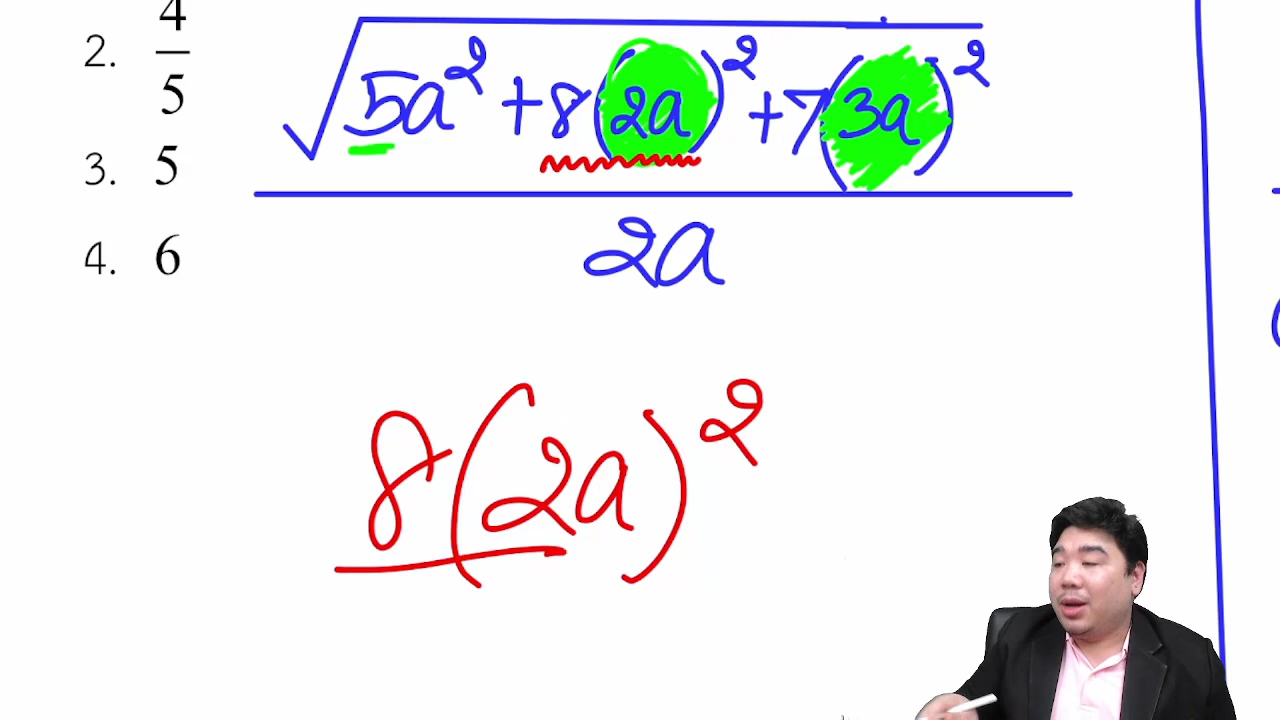 2. 4/5
√(5a² + 8(2a)² + 7(3a)²)
3. 5
2a
4. 6
8(2a)²